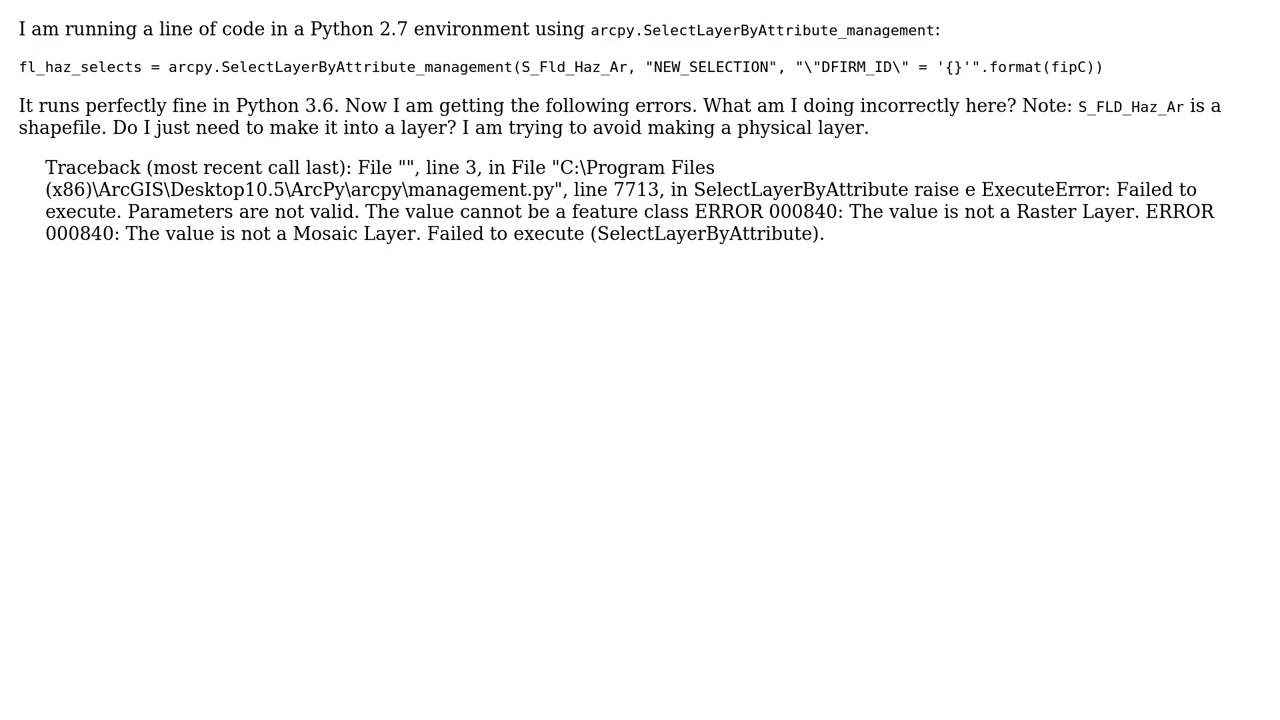 I am running a line of code in a Python 2.7 environment using arcpy.SelectLayerByAttribute_management:
fl_haz_selects = arcpy.SelectLayerByAttribute_management(S_Fld_Haz_Ar, "NEW_SELECTION", "\"DFIRM_ID\" = '{}'".format(fipC))
It runs perfectly fine in Python 3.6. Now I am getting the following errors. What am I doing incorrectly here? Note: S_FLD_Haz_Ar is a
shapefile. Do I just need to make it into a layer? I am trying to avoid making a physical layer.
Traceback (most recent call last): File "", line 3, in File "C:\Program Files
(x86)\ArcGIS\Desktop10.5\ArcPy\arcpy\management.py", line 7713, in SelectLayerByAttribute raise e ExecuteError: Failed to
execute. Parameters are not valid. The value cannot be a feature class ERROR 000840: The value is not a Raster Layer. ERROR
000840: The value is not a Mosaic Layer. Failed to execute (SelectLayerByAttribute).